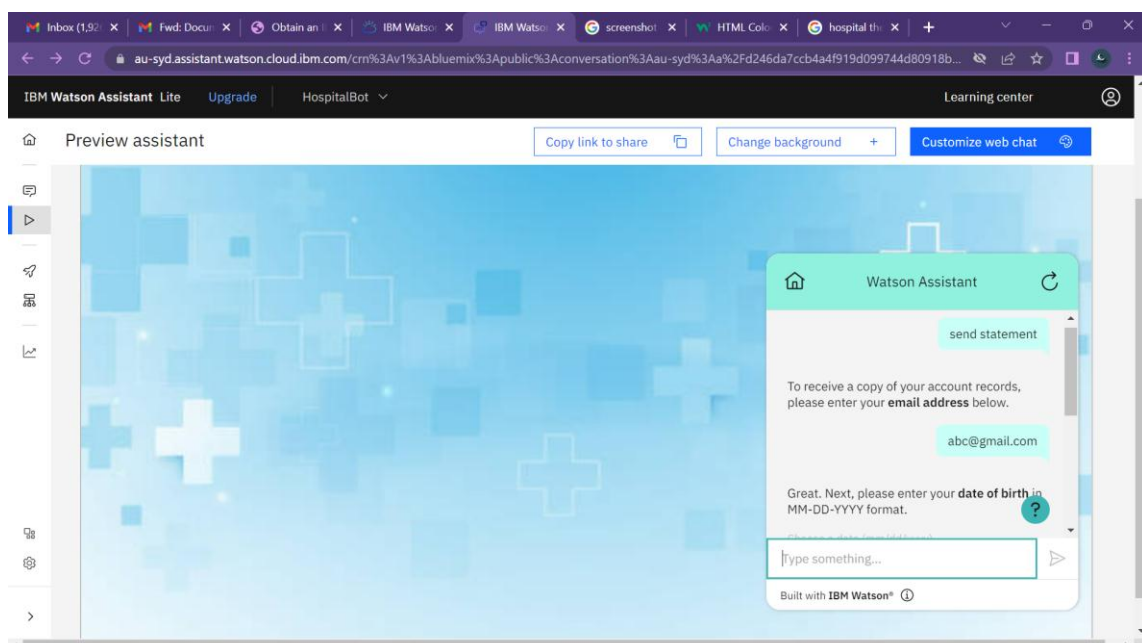 Inbox (1,92
Fwd: Docun
Obtain an
IBM Watson
IBM Watso
screenshot
HTML Colo
hospital the
au-syd.assistant.watson.cloud.ibm.com/crn%3Av1%3Abluemix%3Apublic%3Aconversation%3Aau-syd%3Aa%2Fd246da7ccb4a4f919d099744d80918b...
IBM Watson Assistant Lite Upgrade HospitalBot Learning center
Preview assistant
Copy link to share
Change background +
Customize web chat
Watson Assistant
send statement
To receive a copy of your account records,
please enter your email address below.
abc@gmail.com
Great. Next, please enter your date of birth in
MM-DD-YYYY format.
?
Type something...
Built with IBM Watson®